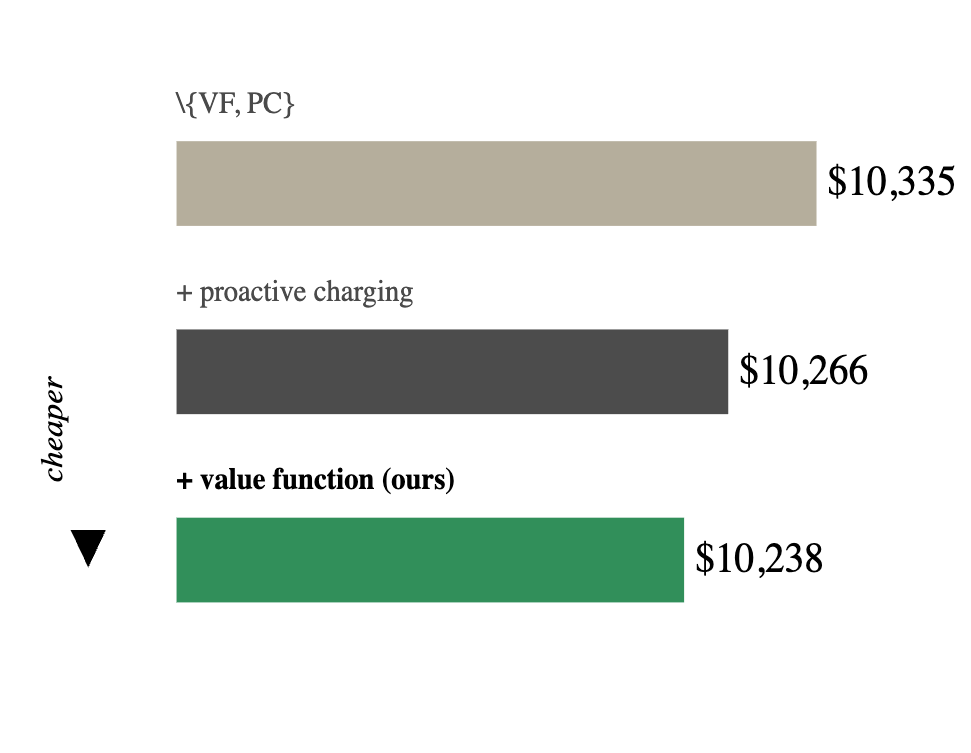 \{VF, PC}
$10,335
+ proactive charging
$10,266
cheaper
+ value function (ours)
$10,238